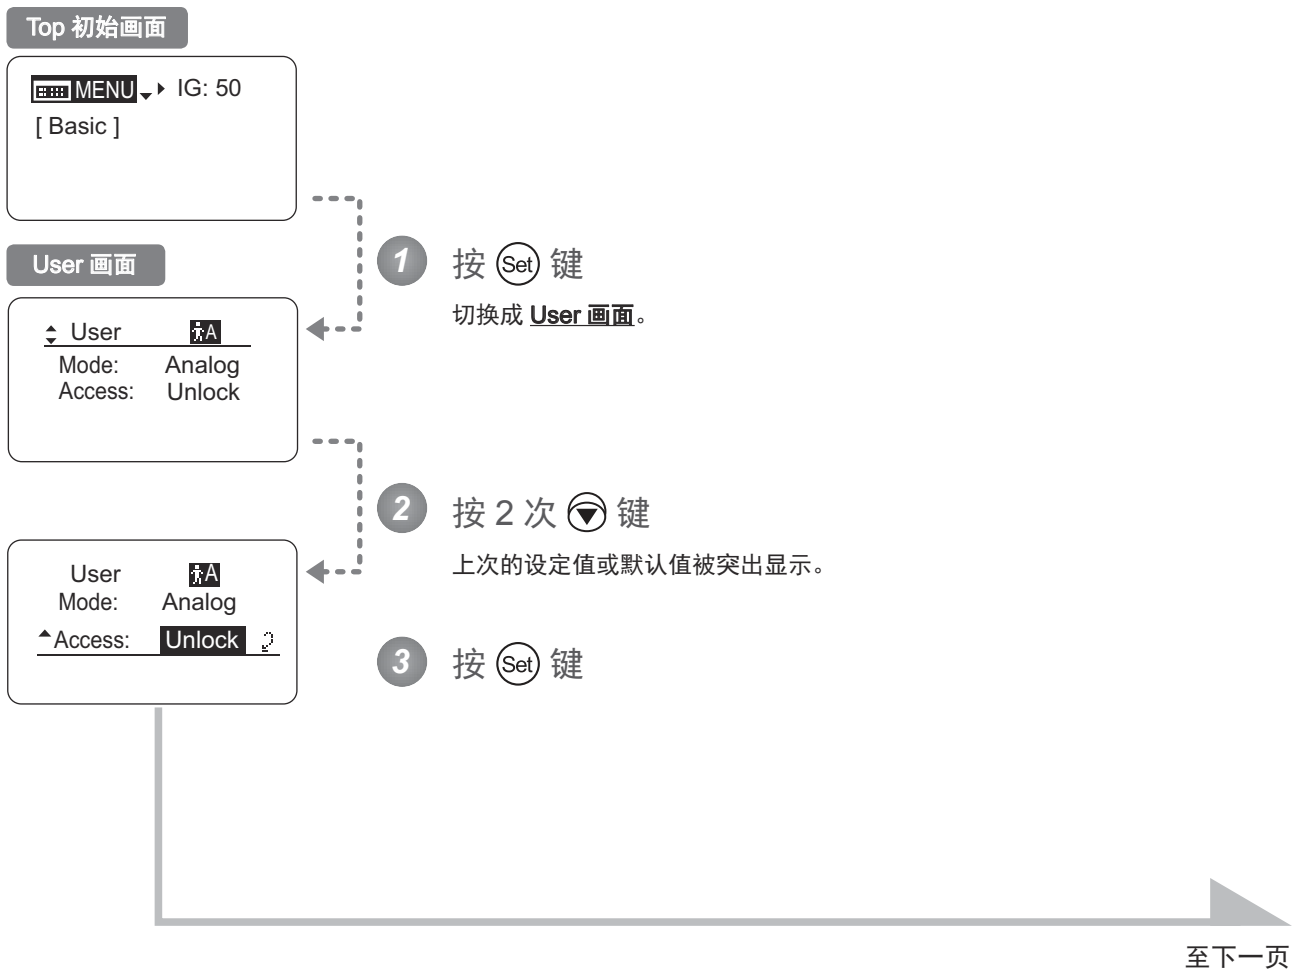 Top 初始画面
MENU IG: 50
[ Basic ]
User 画面
User A
Mode: Analog
Access: Unlock
1 按 Set 键
切换成 User 画面。
User A
Mode: Analog
Access: Unlock
2 按 2 次 键
上次的设定值或默认值被突出显示。
3 按 Set 键
至下一页